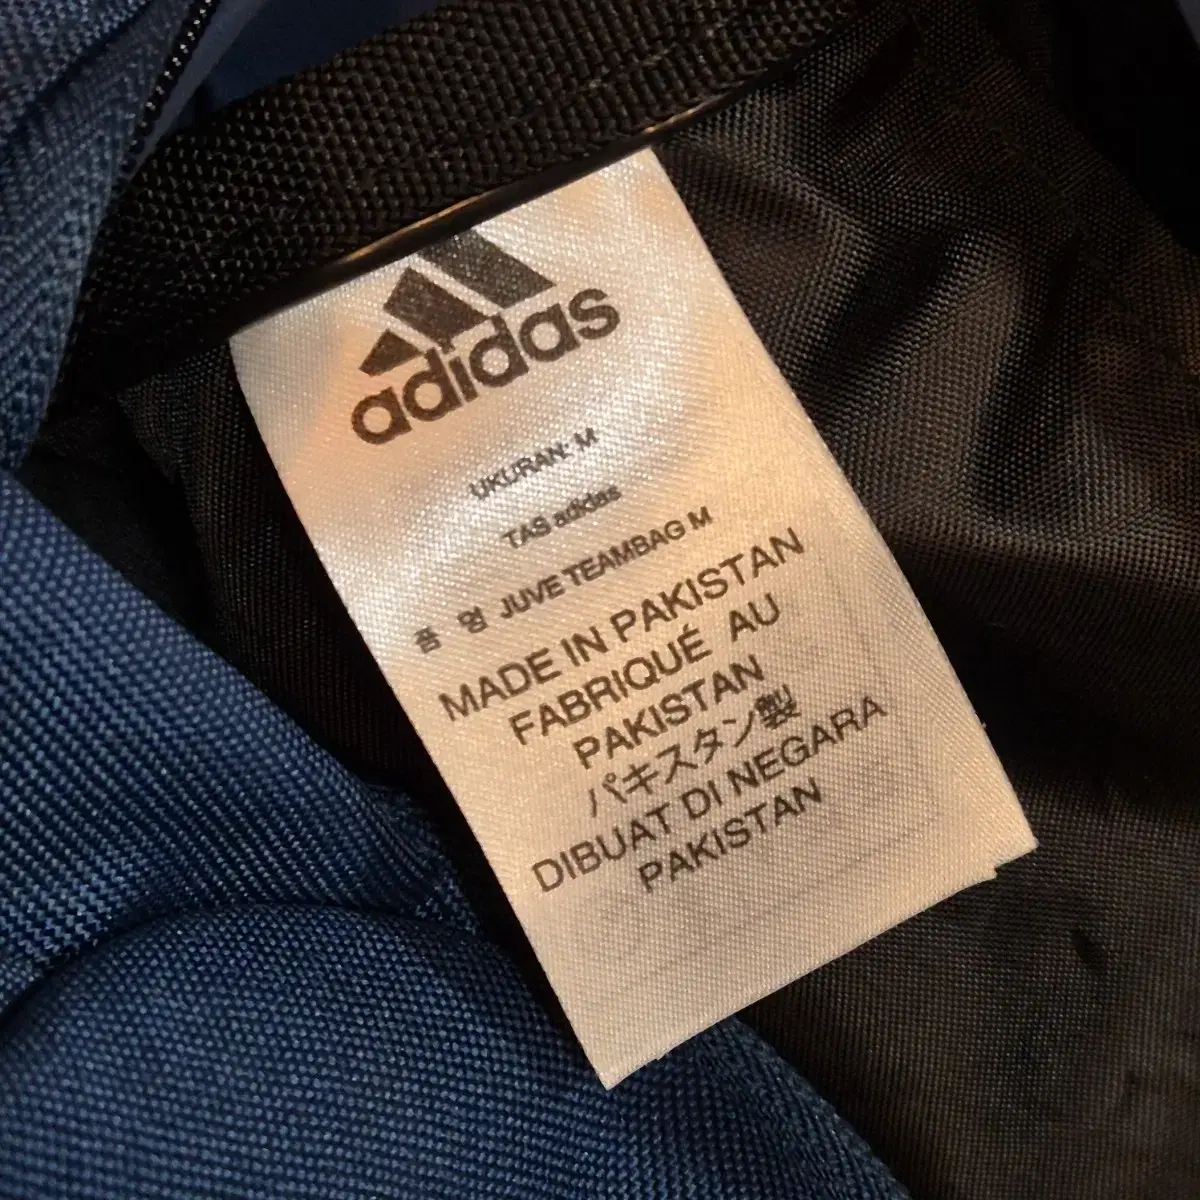 adidas
UKURAN: M
TAS adidas
품 명 JUVE TEAMBAG M
MADE IN PAKISTAN
FABRIQUÉ AU
PAKISTAN
パキスタン製
DIBUAT DI NEGARA
PAKISTAN